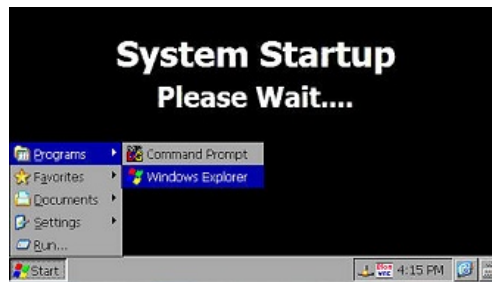 System Startup
Please Wait....
Programs
Command Prompt
Favorites
Windows Explorer
Documents
Settings
Run...
Start
4:15 PM